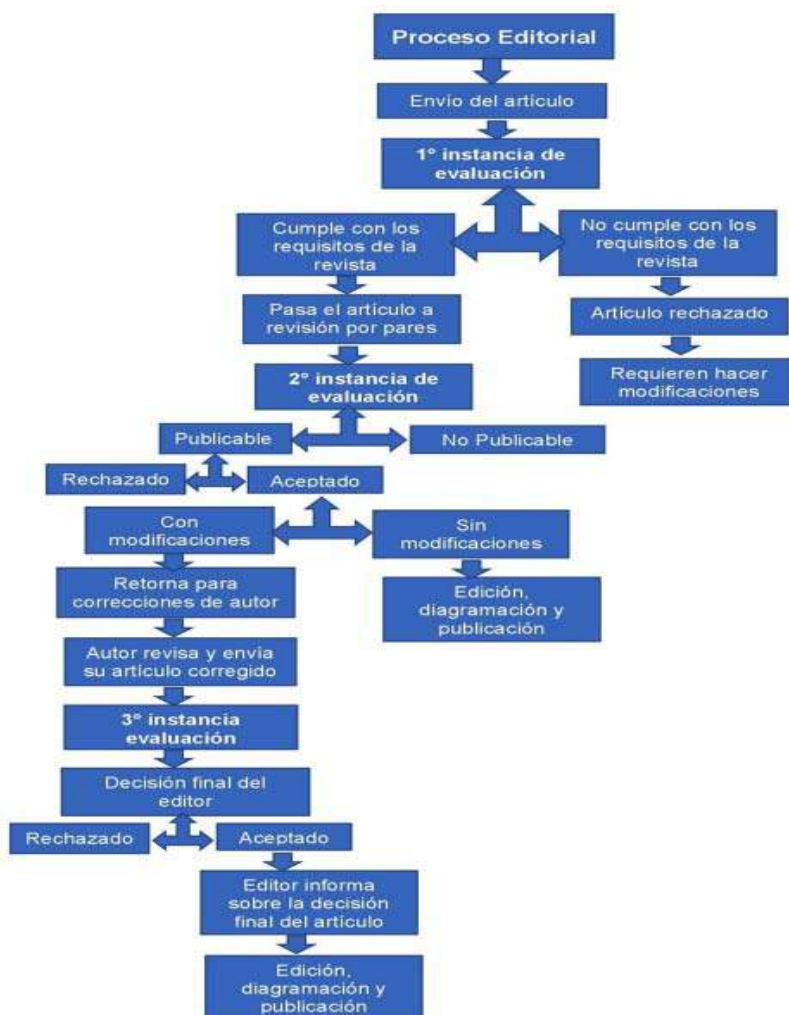 Proceso Editorial
Envío del artículo
1° instancia de
evaluación
Cumple con los
requisitos de la
revista
No cumple con los
requisitos de la
revista
Pasa el artículo a
revisión por pares
Artículo rechazado
2° instancia de
evaluación
Requieren hacer
modificaciones
Publicable
No Publicable
Rechazado
Aceptado
Con
modificaciones
Sin
modificaciones
Retorna para
correcciones de autor
Edición,
diagramación y
publicación
Autor revisa y envía
su artículo corregido
3° instancia
evaluación
Decisión final del
editor
Rechazado
Aceptado
Editor informa
sobre la decisión
final del artículo
Edición,
diagramación y
publicación